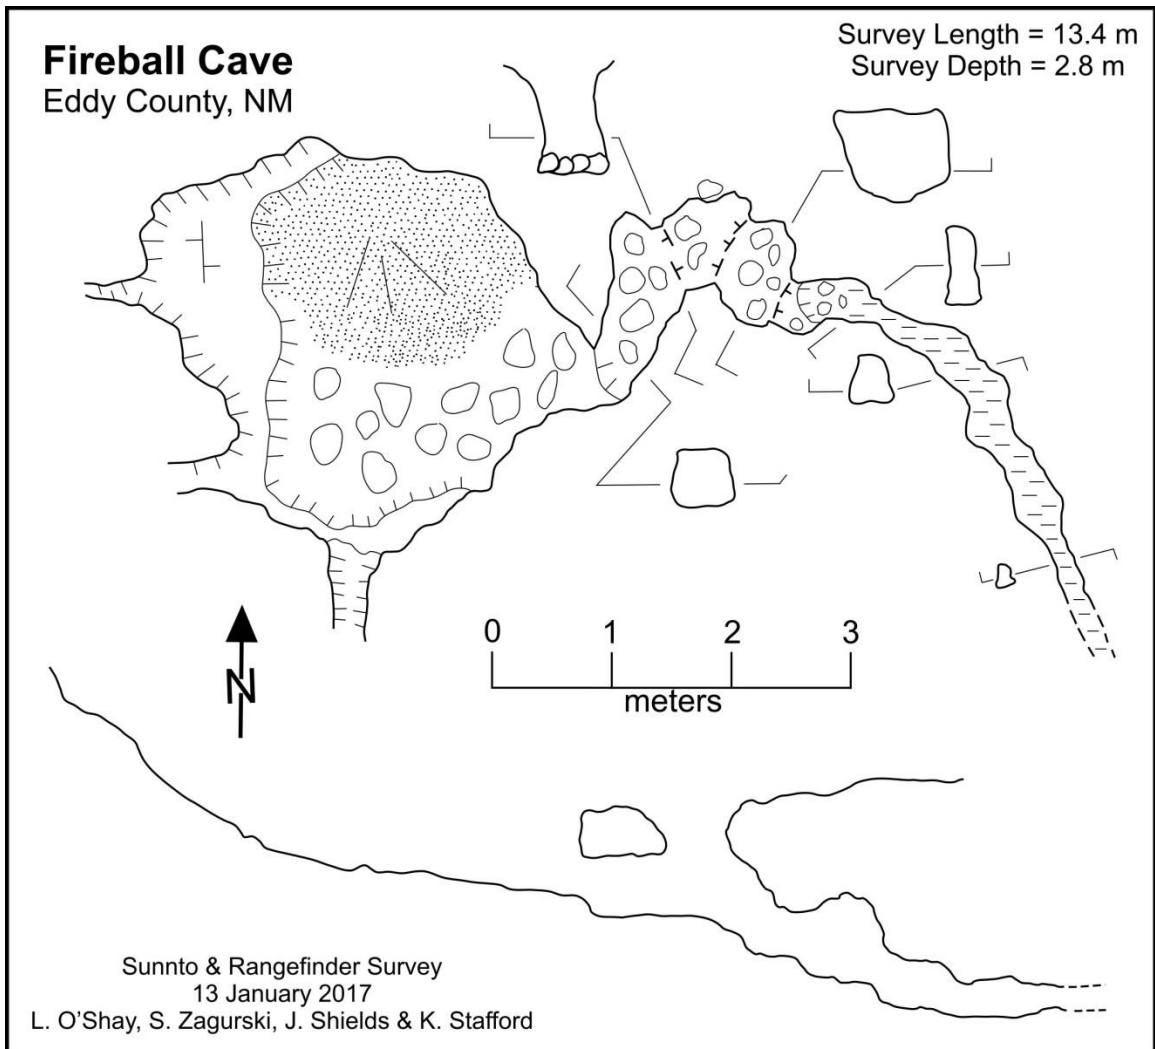 Fireball Cave
Eddy County, NM
Survey Length = 13.4 m
Survey Depth = 2.8 m
0 1 2 3
meters
N
Sunnto & Rangefinder Survey
13 January 2017
L. O'Shay, S. Zagurski, J. Shields & K. Stafford